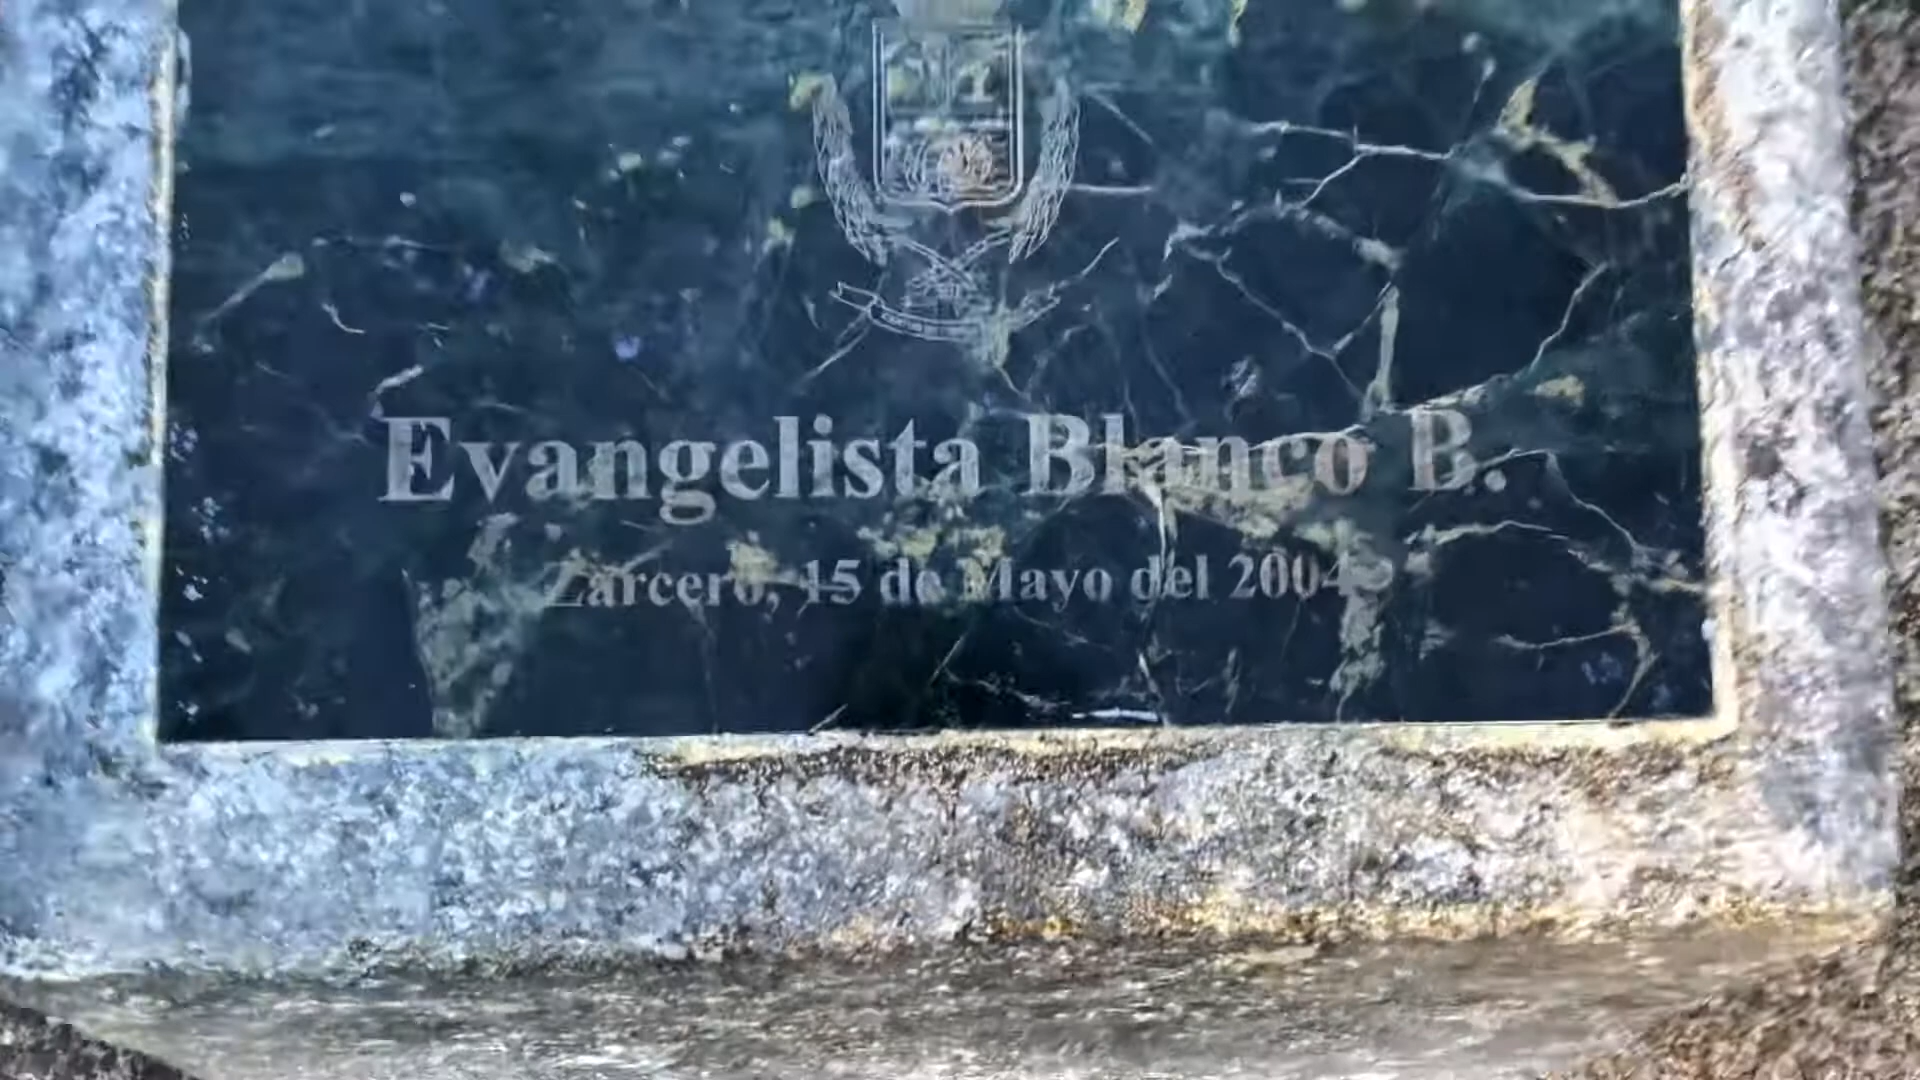 Evangelista Blanco B.
Zarcero, 15 de Mayo del 2004